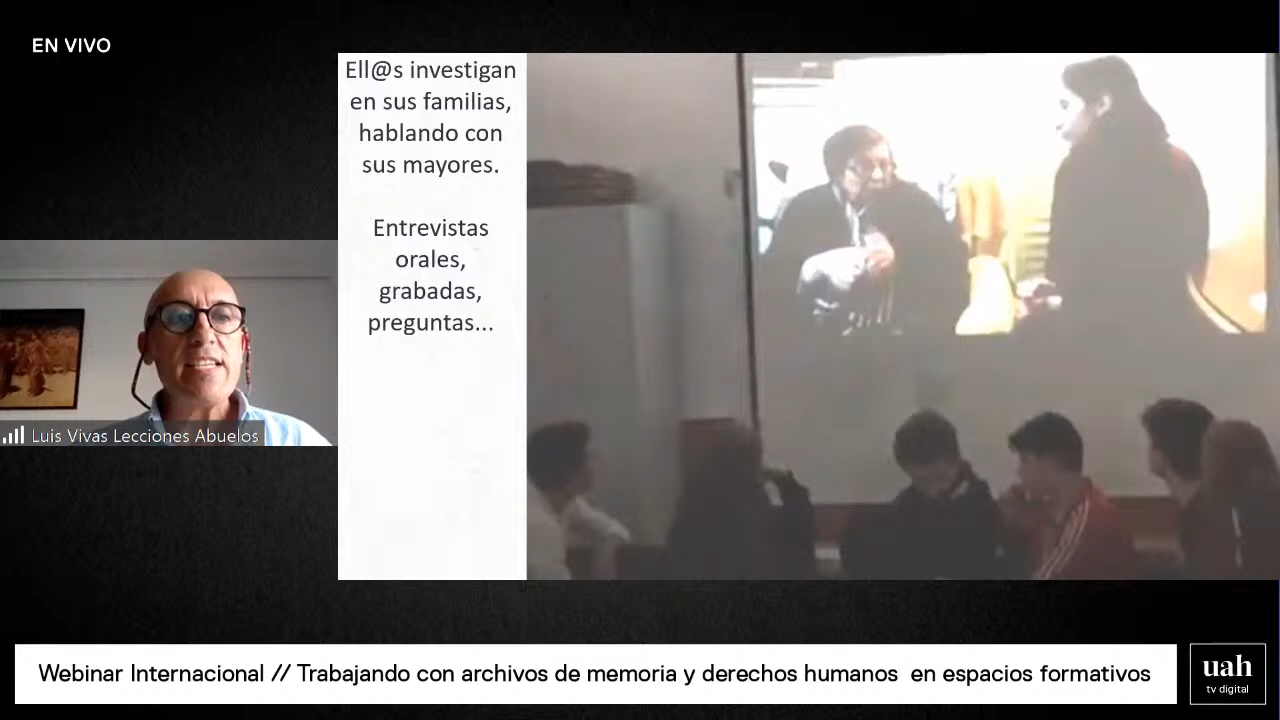 EN VIVO
Ell@s investigan
en sus familias,
hablando con
sus mayores.
Entrevistas
orales,
grabadas,
preguntas...
Luis Vivas Lecciones Abuelos
Webinar Internacional // Trabajando con archivos de memoria y derechos humanos en espacios formativos
uah
tv digital